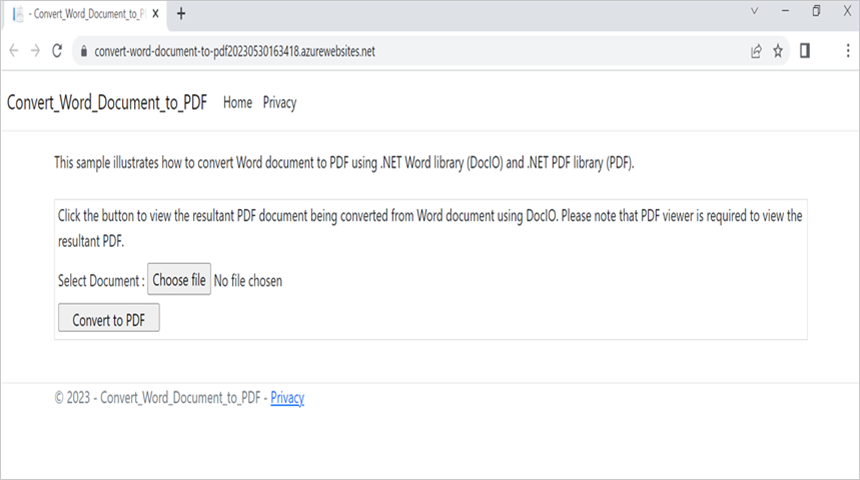 - Convert_Word_Document_to_P
convert-word-document-to-pdf20230530163418.azurewebsites.net
Convert_Word_Document_to_PDF Home Privacy
This sample illustrates how to convert Word document to PDF using .NET Word library (DocIO) and .NET PDF library (PDF).
Click the button to view the resultant PDF document being converted from Word document using DocIO. Please note that PDF viewer is required to view the
resultant PDF.
Select Document : Choose file No file chosen
Convert to PDF
© 2023 - Convert_Word_Document_to_PDF - Privacy